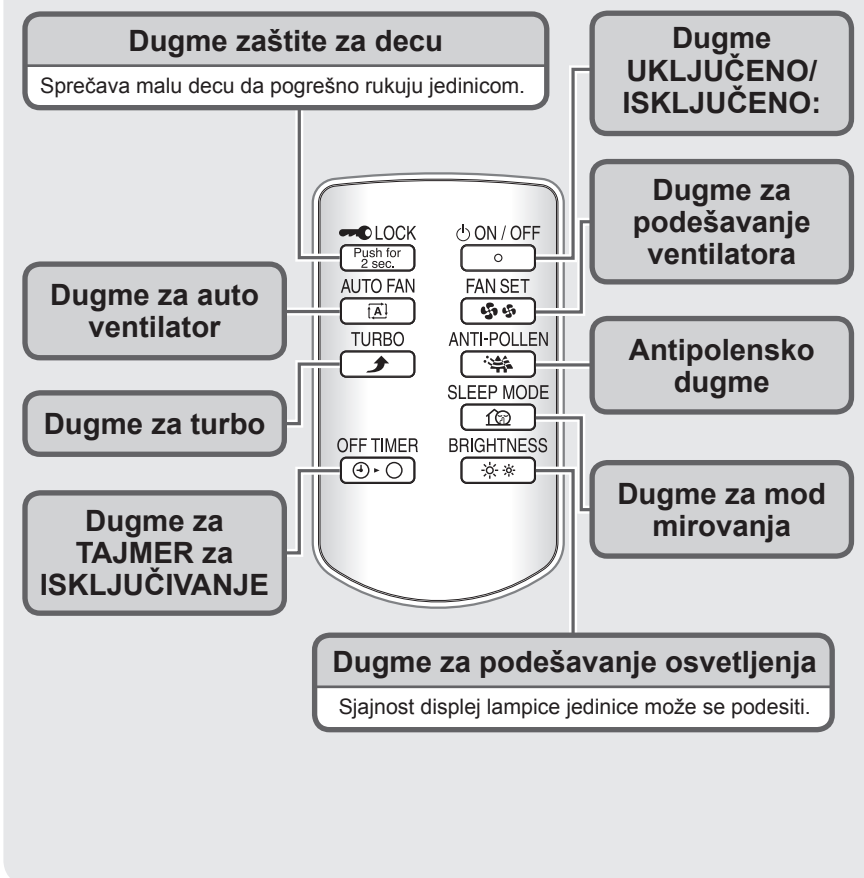 Dugme zaštite za decu
Sprečava malu decu da pogrešno rukuju jedinicom.
Dugme
UKLJUČENO/
ISKLJUČENO:
Dugme za
podešavanje
ventilatora
Dugme za auto
ventilator
Antipolensko
dugme
Dugme za turbo
Dugme za mod
mirovanja
Dugme za
TAJMER za
ISKLJUČIVANJE
LOCK
Push for
2 sec.
ON / OFF
AUTO FAN
A
FAN SET
TURBO
ANTI-POLLEN
SLEEP MODE
OFF TIMER
BRIGHTNESS
Dugme za podešavanje osvetljenja
Sjajnost displej lampice jedinice može se podesiti.